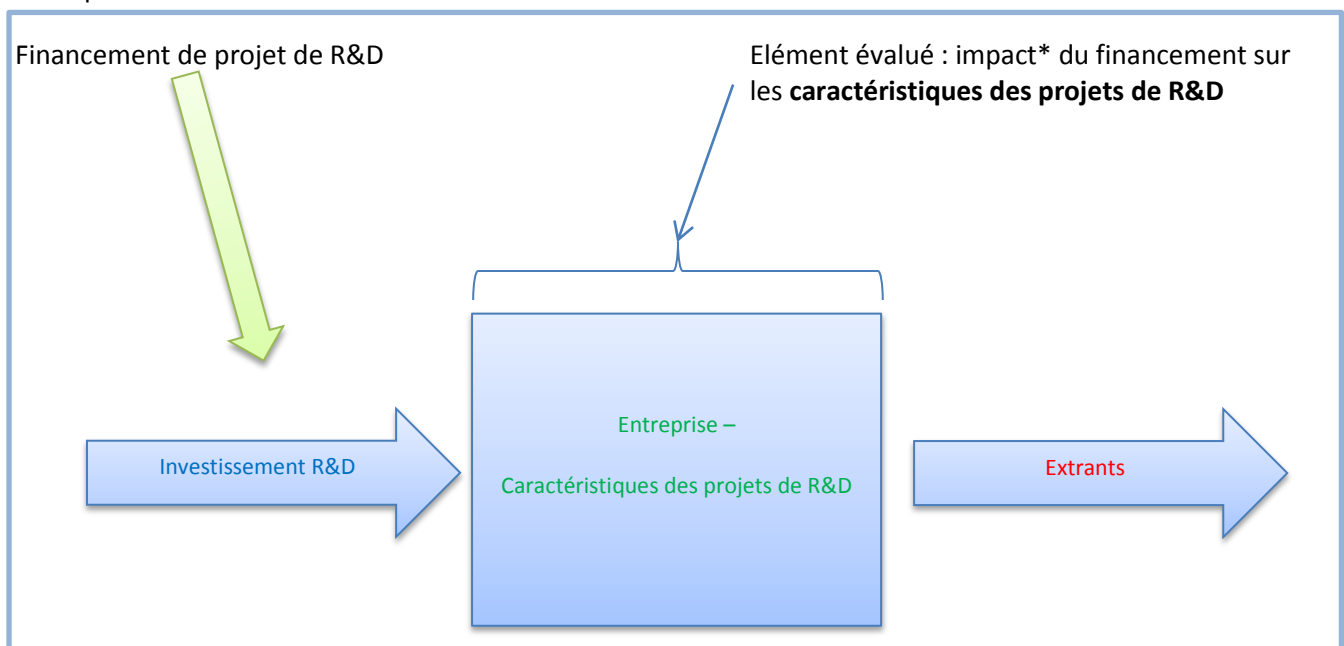 Financement de projet de R&D
Elément évalué : impact* du financement sur
les caractéristiques des projets de R&D
Investissement R&D
Entreprise –
Caractéristiques des projets de R&D
Extrants